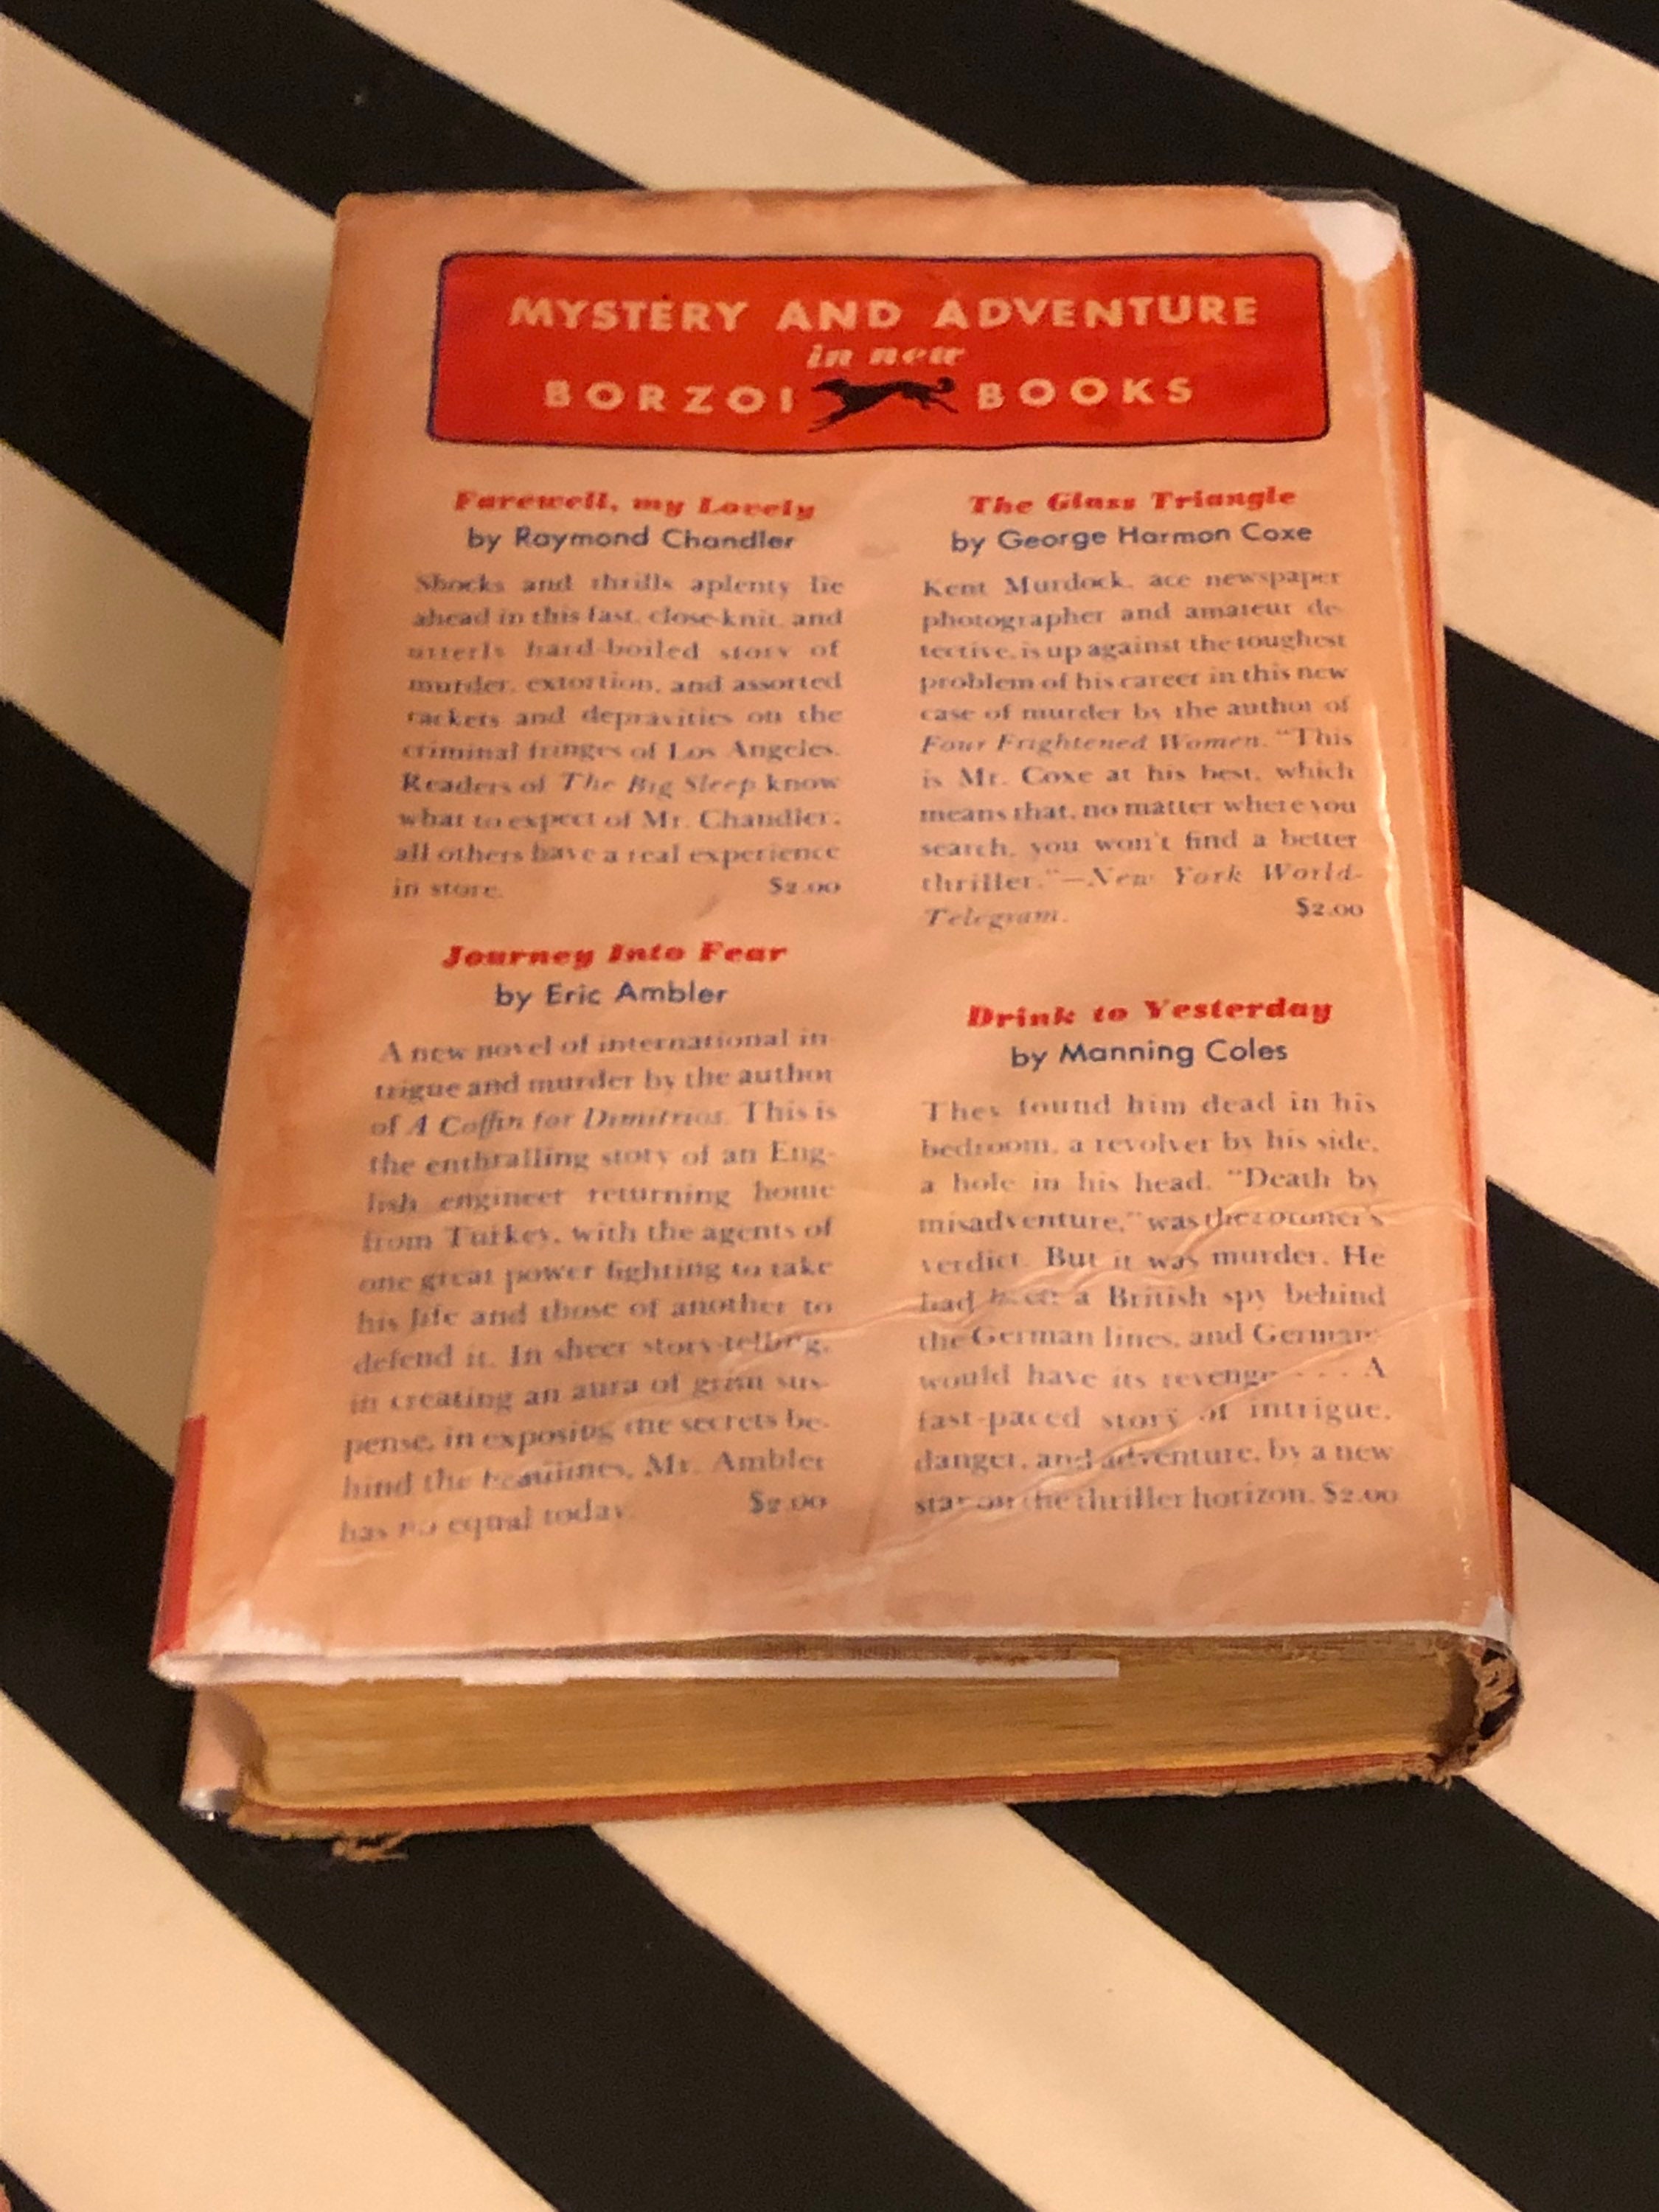 MYSTERY AND ADVENTURE
in new
BORZOI BOOKS
Farewell, my Lovely
by Raymond Chandler
Shocks and thrills aplenty lie
ahead in this fast, close-knit, and
utterly hard-boiled story of
murder, extortion, and assorted
rackets and depravities on the
criminal fringes of Los Angeles.
Readers of The Big Sleep know
what to expect of Mr. Chandler;
all others have a real experience
in store. $2.00
Journey Into Fear
by Eric Ambler
A new novel of international in-
trigue and murder by the author
of A Coffin for Dimitrios. This is
the enthralling story of an Eng-
lish engineer returning home
from Turkey, with the agents of
one great power fighting to take
his life and those of another to
defend it. In sheer story-telling,
in creating an aura of grim sus-
pense, in exposing the secrets be-
hind the headlines, Mr. Ambler
has no equal today. $2.00
The Glass Triangle
by George Harmon Coxe
Kent Murdock, ace newspaper
photographer and amateur de-
tective, is up against the toughest
problem of his career in this new
case of murder by the author of
Four Frightened Women. "This
is Mr. Coxe at his best, which
means that, no matter where you
search, you won't find a better
thriller."—New York World-
Telegram. $2.00
Drink to Yesterday
by Manning Coles
They found him dead in his
bedroom, a revolver by his side,
a hole in his head. "Death by
misadventure," was the coroner's
verdict. But it was murder. He
had been a British spy behind
the German lines, and Germany
would have its revenge . . . . A
fast-paced story of intrigue,
danger, and adventure, by a new
star on the thriller horizon. $2.00